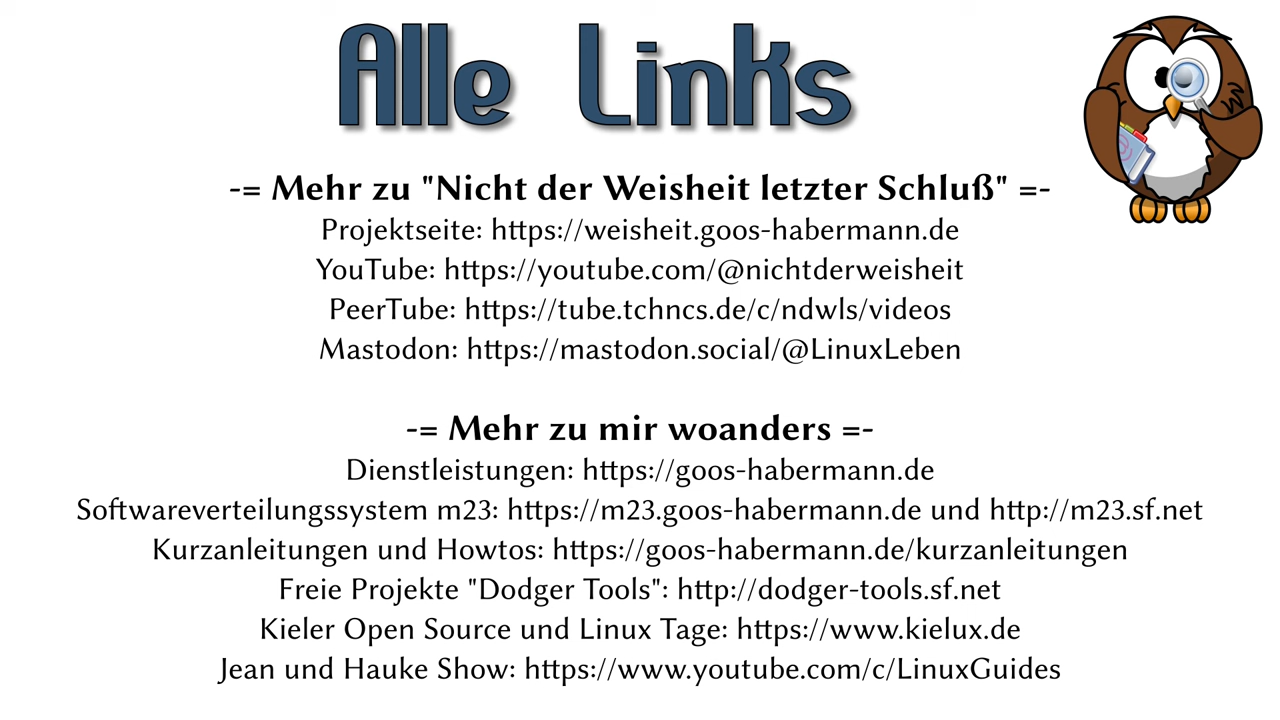 Alle Links
-= Mehr zu "Nicht der Weisheit letzter Schluß" =-
Projektseite: https://weisheit.goos-habermann.de
YouTube: https://youtube.com/@nichtderweisheit
PeerTube: https://tube.tchncs.de/c/ndwls/videos
Mastodon: https://mastodon.social/@LinuxLeben
-= Mehr zu mir woanders =-
Dienstleistungen: https://goos-habermann.de
Softwareverteilungssystem m23: https://m23.goos-habermann.de und http://m23.sf.net
Kurzanleitungen und Howtos: https://goos-habermann.de/kurzanleitungen
Freie Projekte "Dodger Tools": http://dodger-tools.sf.net
Kieler Open Source und Linux Tage: https://www.kielux.de
Jean und Hauke Show: https://www.youtube.com/c/LinuxGuides